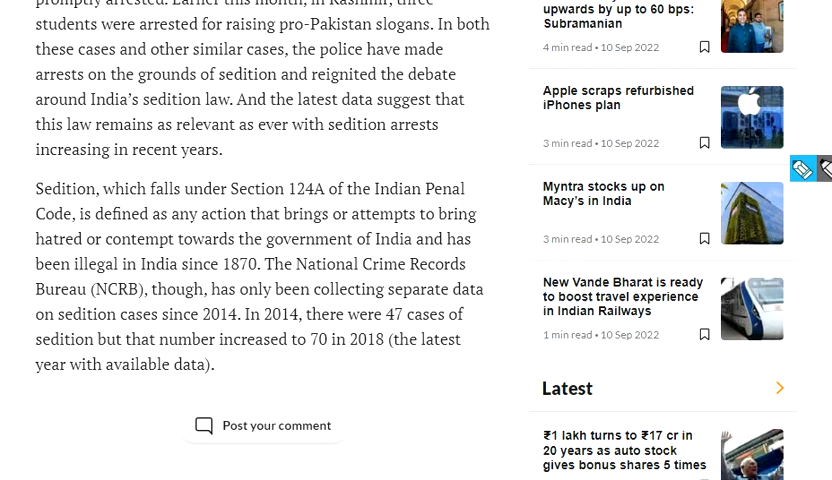 promptly arrested. Earlier this month, in Kashmir, three
students were arrested for raising pro-Pakistan slogans. In both
these cases and other similar cases, the police have made
arrests on the grounds of sedition and reignited the debate
around India’s sedition law. And the latest data suggest that
this law remains as relevant as ever with sedition arrests
increasing in recent years.
Sedition, which falls under Section 124A of the Indian Penal
Code, is defined as any action that brings or attempts to bring
hatred or contempt towards the government of India and has
been illegal in India since 1870. The National Crime Records
Bureau (NCRB), though, has only been collecting separate data
on sedition cases since 2014. In 2014, there were 47 cases of
sedition but that number increased to 70 in 2018 (the latest
year with available data).
Post your comment
upwards by up to 60 bps:
Subramanian
4 min read • 10 Sep 2022
Apple scraps refurbished
iPhones plan
3 min read • 10 Sep 2022
Myntra stocks up on
Macy’s in India
3 min read • 10 Sep 2022
New Vande Bharat is ready
to boost travel experience
in Indian Railways
1 min read • 10 Sep 2022
Latest
₹1 lakh turns to ₹17 cr in
20 years as auto stock
gives bonus shares 5 times